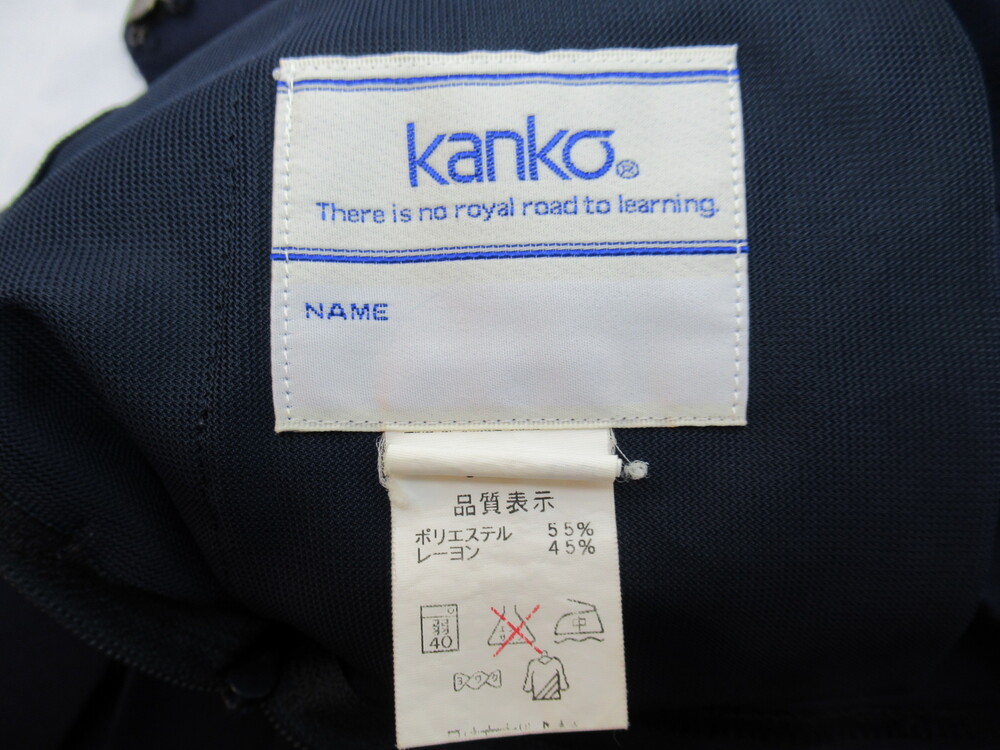 kanko®
There is no royal road to learning.
NAME
品質表示
ポリエステル 55%
レーヨン 45%
40
中